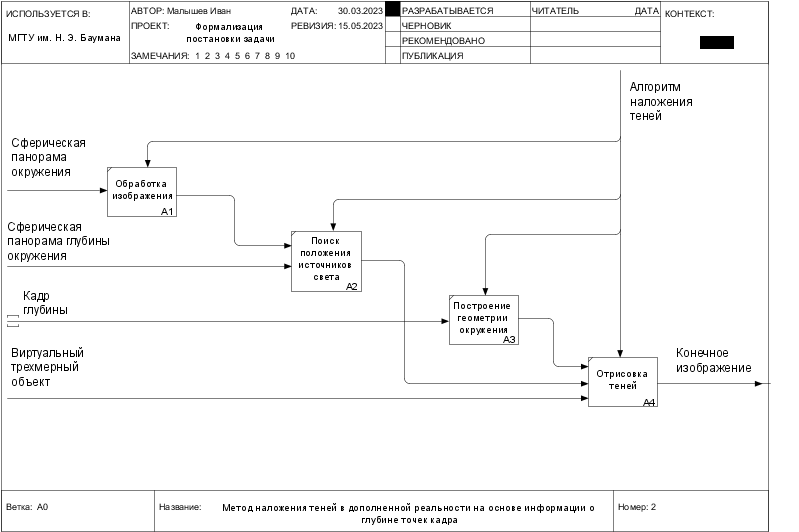 ИСПОЛЬЗУЕТСЯ В:
МГТУ им. Н. Э. Баумана
АВТОР: Малышев Иван
ДАТА: 30.03.2023
ПРОЕКТ: Формализация
постановки задачи
РЕВИЗИЯ: 15.05.2023
ЗАМЕЧАНИЯ: 1 2 3 4 5 6 7 8 9 10
РАЗРАБАТЫВАЕТСЯ
ЧЕРНОВИК
РЕКОМЕНДОВАНО
ПУБЛИКАЦИЯ
ЧИТАТЕЛЬ ДАТА
КОНТЕКСТ:
Алгоритм
наложения
теней
Сферическая
панорама
окружения
Обработка
изображения
A1
Сферическая
панорама глубины
окружения
Поиск
положения
источников
света
A2
Кадр
глубины
Построение
геометрии
окружения
A3
Виртуальный
трехмерный
объект
Отрисовка
теней
A4
Конечное
изображение
Ветка: A0
Название: Метод наложения теней в дополненной реальности на основе информации о
глубине точек кадра
Номер: 2